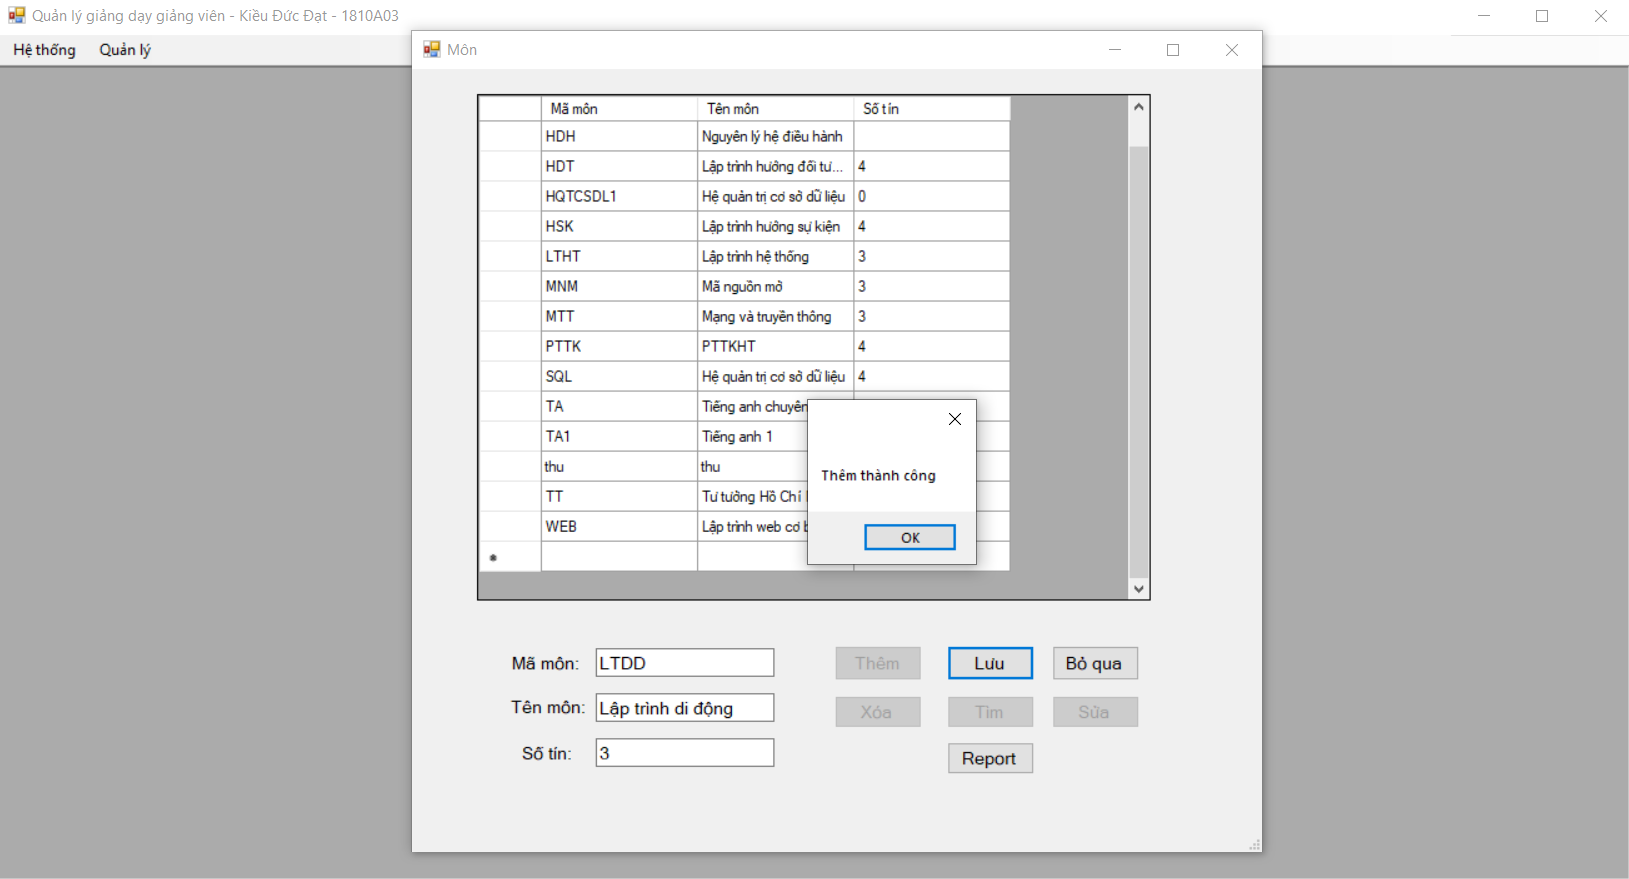 Quản lý giảng dạy giảng viên - Kiều Đức Đạt - 1810A03
Hệ thống Quản lý
Môn
Mã môn Tên môn Số tín
HDH Nguyên lý hệ điều hành
HDT Lập trình hướng đối tư... 4
HQTCSDL1 Hệ quản trị cơ sở dữ liệu 0
HSK Lập trình hướng sự kiện 4
LTHT Lập trình hệ thống 3
MNM Mã nguồn mở 3
MTT Mạng và truyền thông 3
PTTK PTTKHT 4
SQL Hệ quản trị cơ sở dữ liệu 4
TA Tiếng anh chuyên
TA1 Tiếng anh 1
thu thu
TT Tư tưởng Hồ Chí
WEB Lập trình web cơ
Thêm thành công
OK
Mã môn: LTDD Thêm Lưu Bỏ qua
Tên môn: Lập trình di động Xóa Tìm Sửa
Số tín: 3 Report